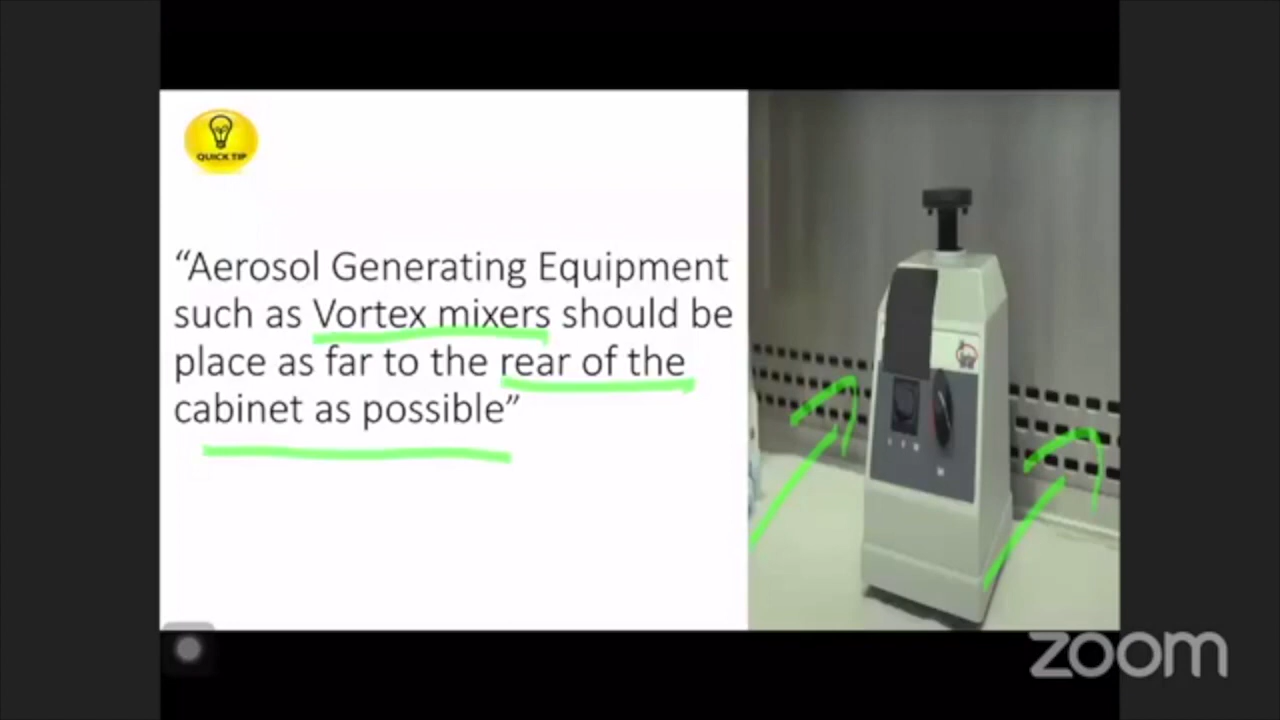 QUICK TIP
“Aerosol Generating Equipment
such as Vortex mixers should be
place as far to the rear of the
cabinet as possible”
zoom